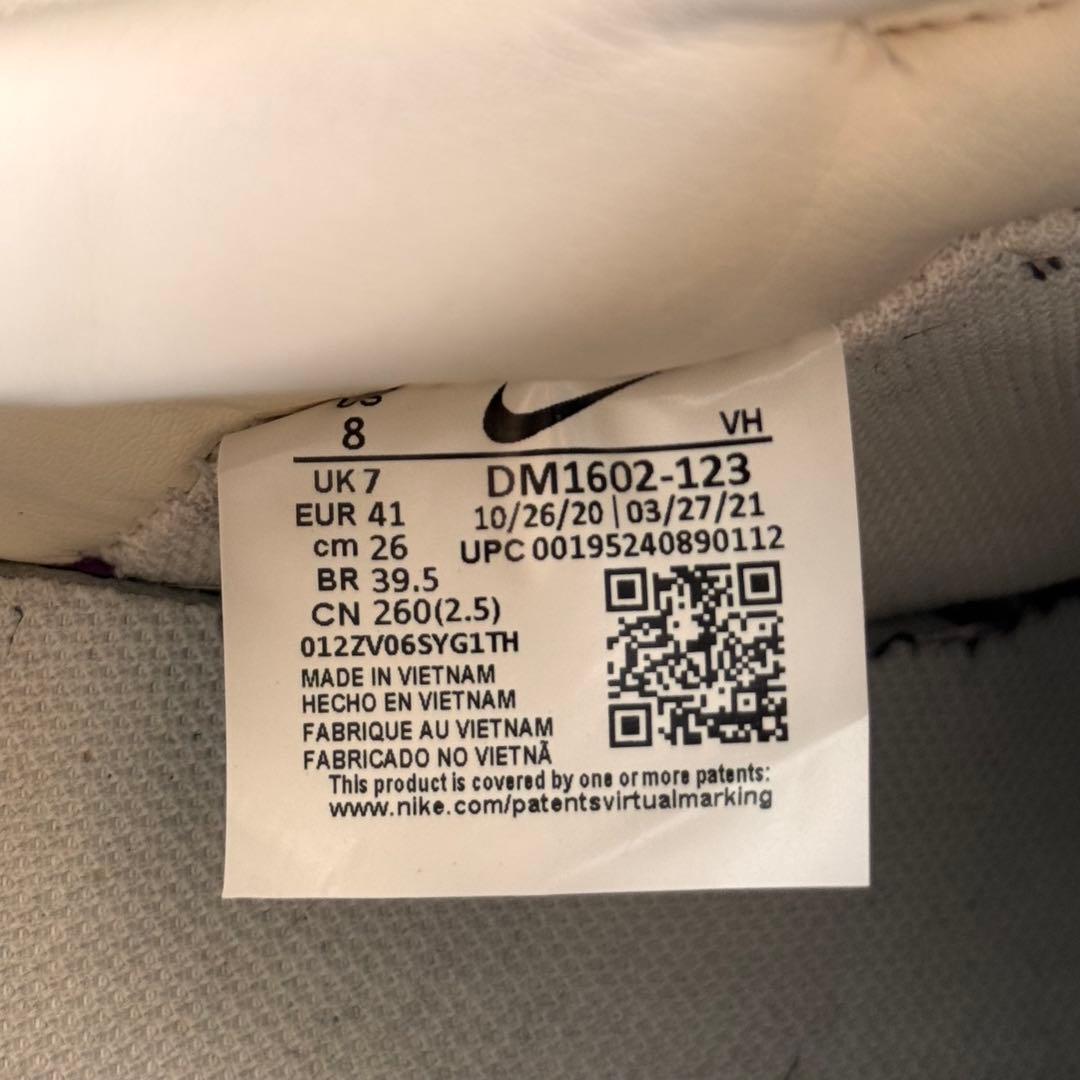 8
VH
UK 7
DM1602-123
EUR 41
10/26/20 | 03/27/21
cm 26
UPC 00195240890112
BR 39.5
CN 260(2.5)
012ZV06SYG1TH
MADE IN VIETNAM
HECHO EN VIETNAM
FABRIQUE AU VIETNAM
FABRICADO NO VIETNÃ
This product is covered by one or more patents:
www.nike.com/patentsvirtualmarking